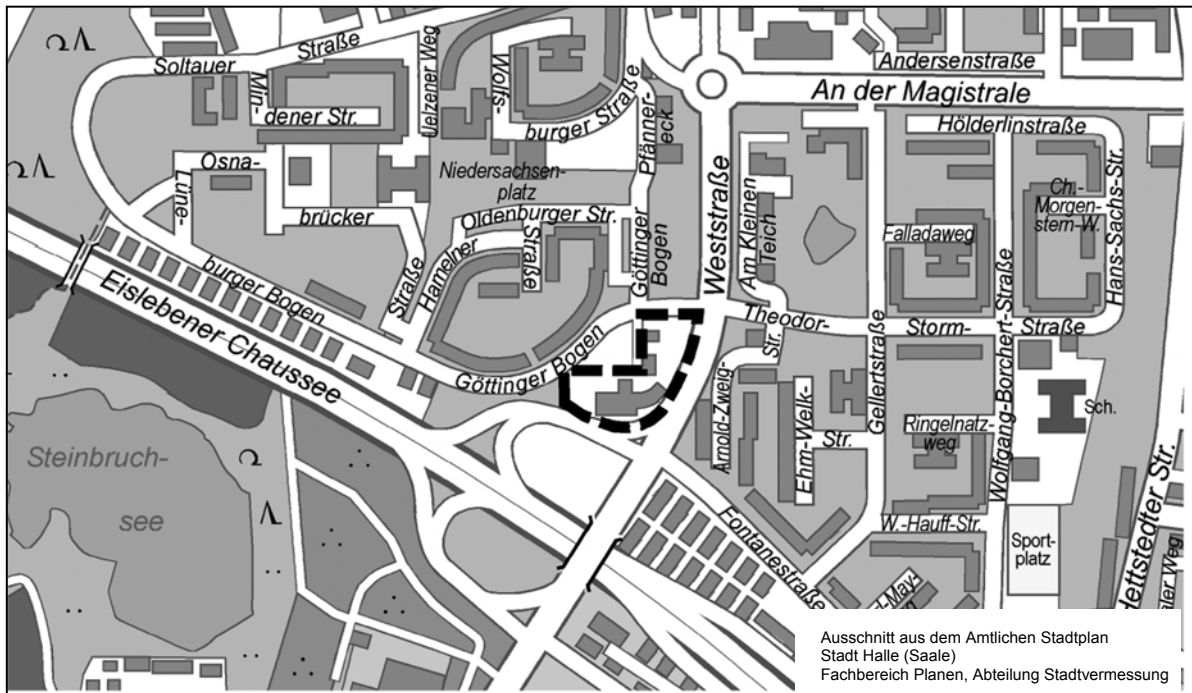 Soltauer Straße
Min-
dener Str.
Uelzener Weg
Wolfs-
burger Straße
Pfänner-
eck
Andersenstraße
An der Magistrale
Hölderlinstraße
Osna-
brücker
Straße
Lüne-
burger Bogen
Niedersachsen-
platz
Oldenburger Str.
Hamelner
Straße
Göttinger
Bogen
Weststraße
Am Kleinen
Teich
Falladaweg
Ch.-
Morgen-
stern-W.
Hans-Sachs-Str.
Eislebener Chaussee
Göttinger Bogen
Theodor-
Storm-
Straße
Arnold-Zweig-
Str.
Ehm-Welk-
Str.
Gellertstraße
Wolfgang-Borchert-Straße
Ringelnatz-
weg
Sch.
Steinbruch-
see
Fontanestraße
W.-Hauff-Str.
Sport-
platz
Hettstedter Str.
Ausschnitt aus dem Amtlichen Stadtplan
Stadt Halle (Saale)
Fachbereich Planen, Abteilung Stadtvermessung